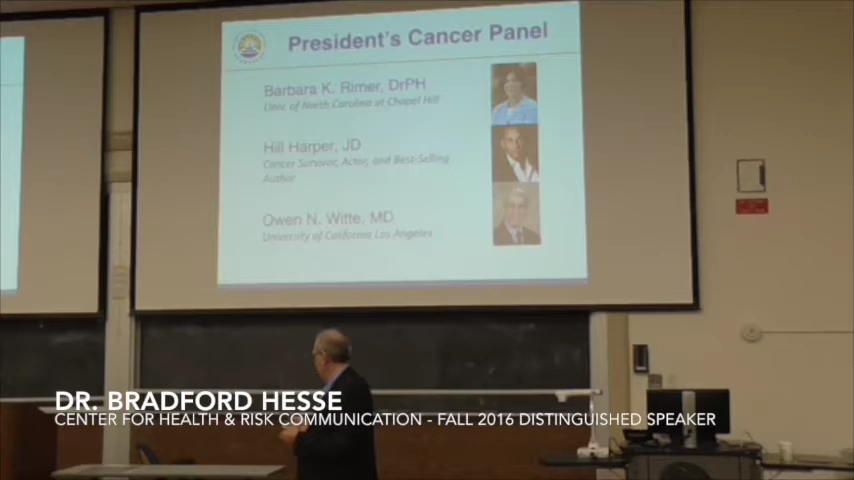 President's Cancer Panel
Barbara K. Rimer, DrPH
Univ. of North Carolina at Chapel Hill
Hill Harper, JD
Cancer Survivor, Actor, and Best-Selling
Author
Owen N. Witte, MD
University of California Los Angeles
DR. BRADFORD HESSE
CENTER FOR HEALTH & RISK COMMUNICATION - FALL 2016 DISTINGUISHED SPEAKER